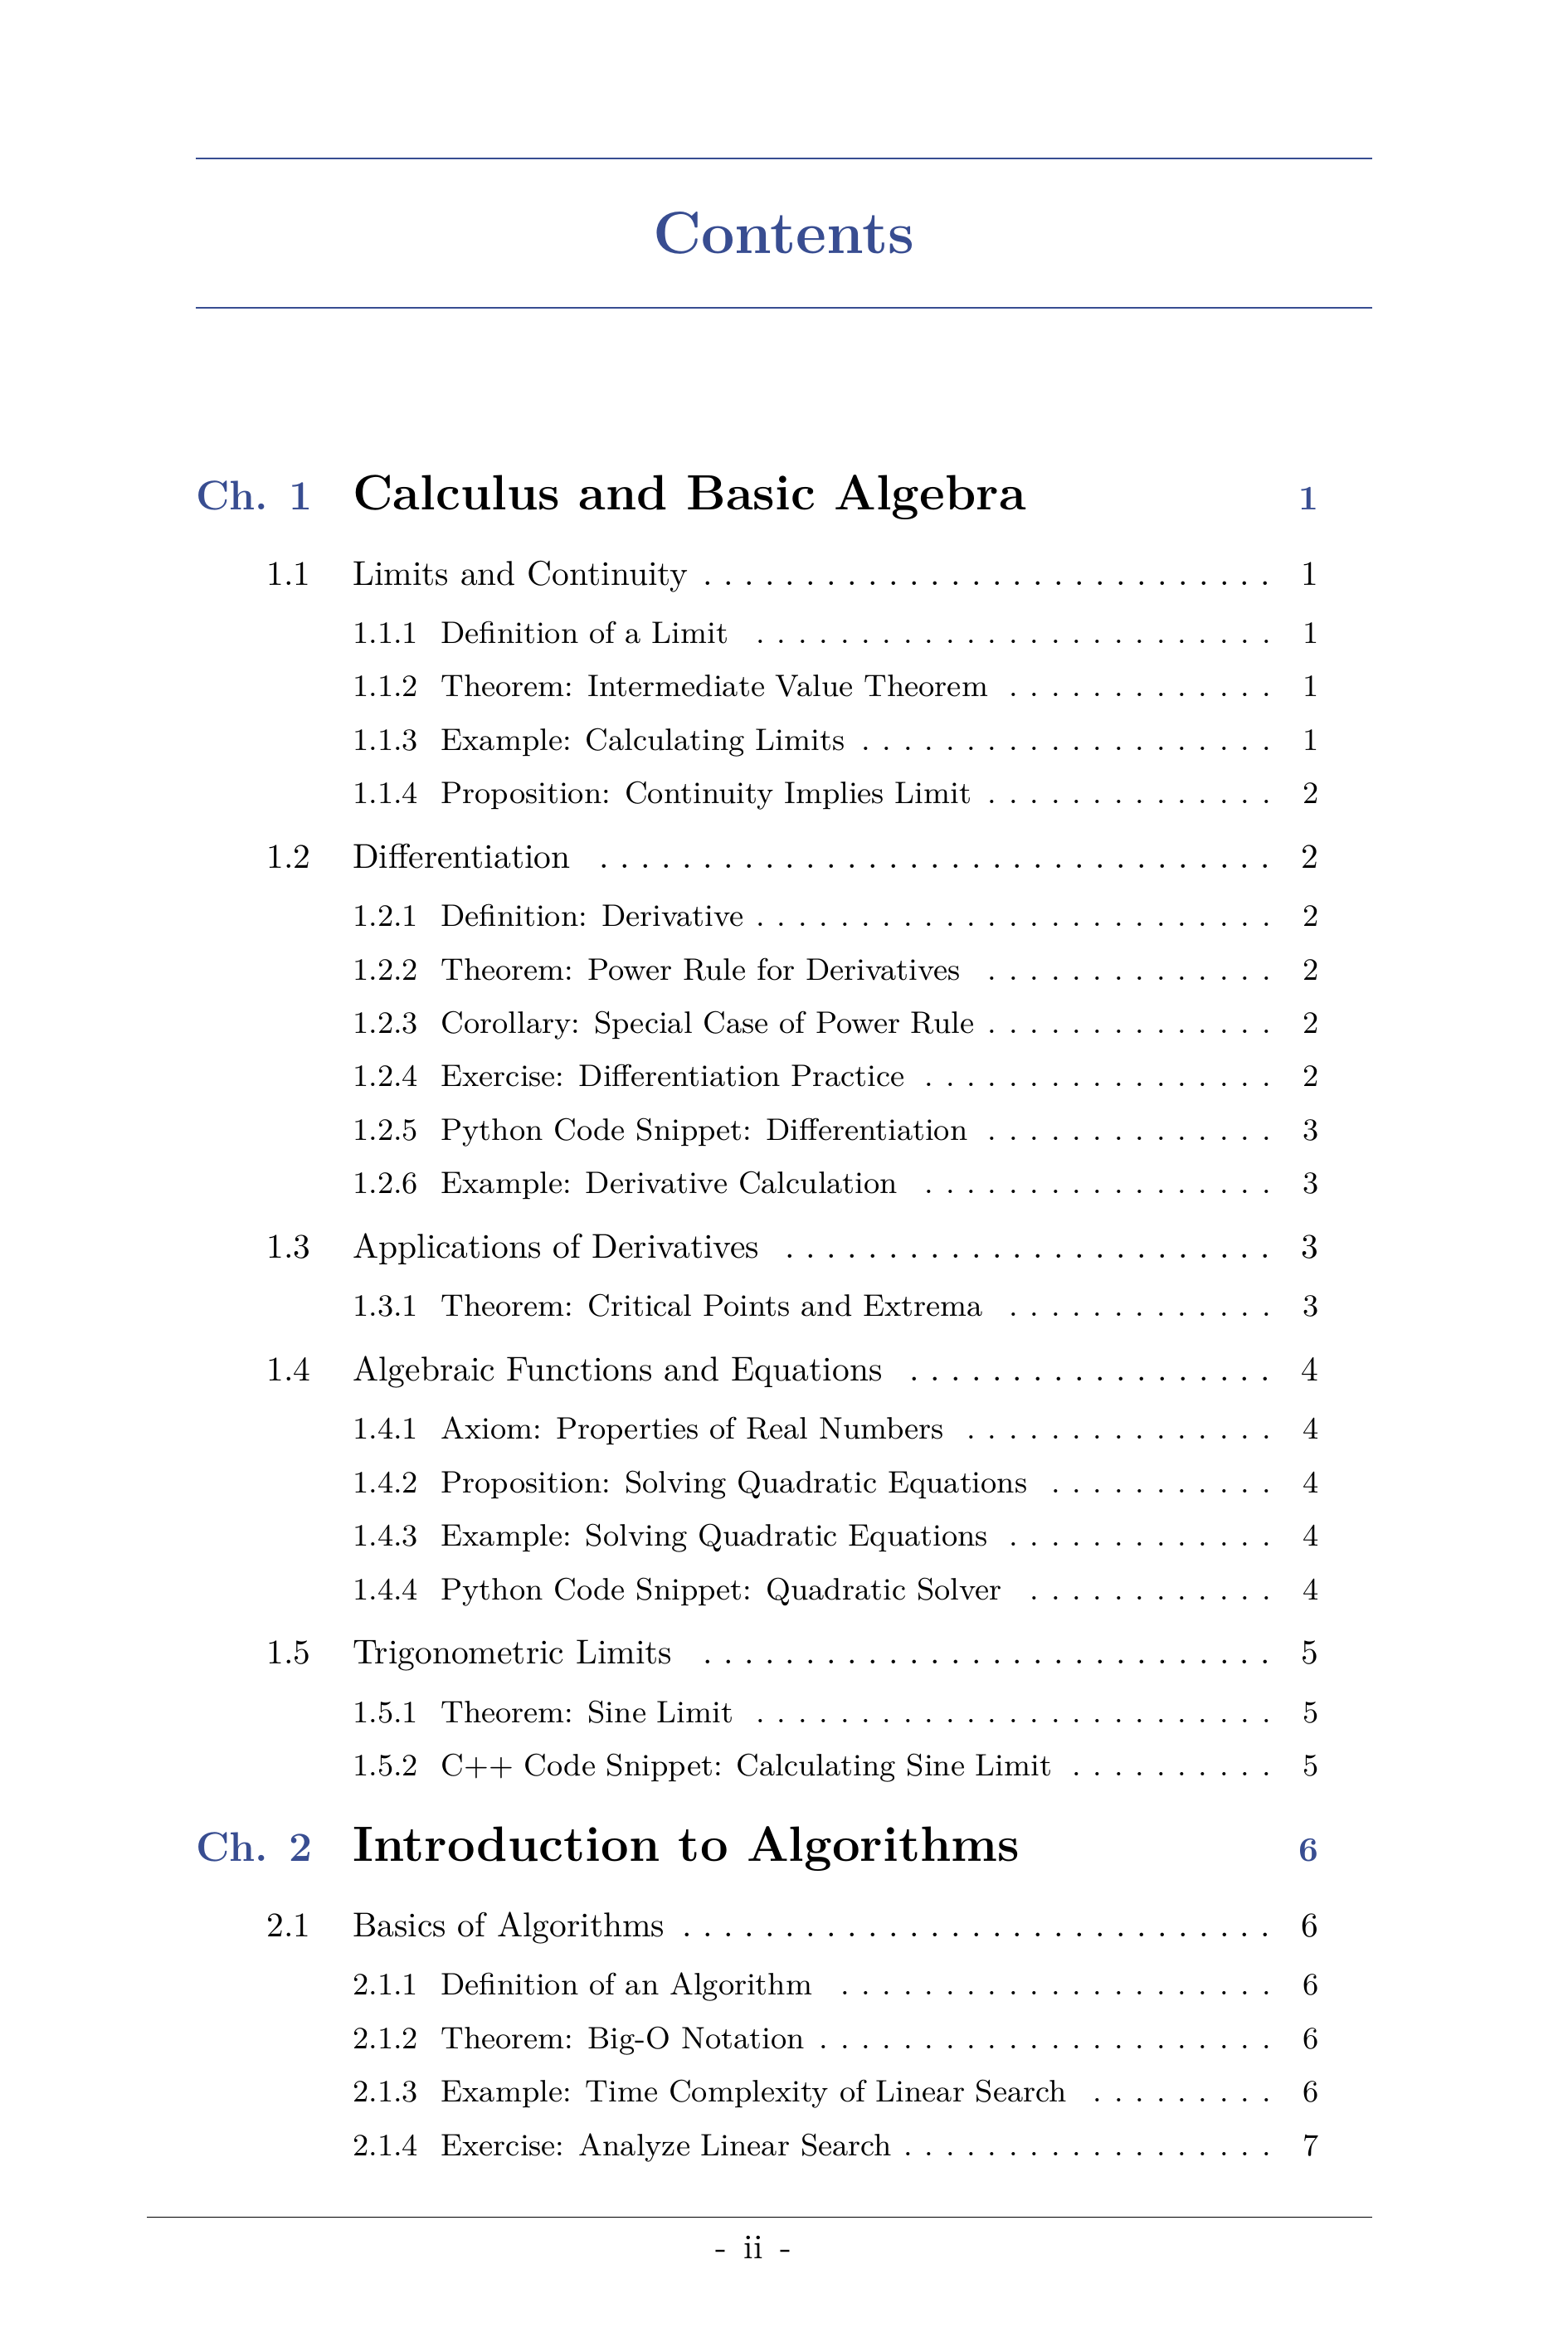 Contents
Ch. 1 Calculus and Basic Algebra 1
1.1 Limits and Continuity . . . . . . . . . . . . . . . . . . . . . . . . . . . . 1
1.1.1 Definition of a Limit . . . . . . . . . . . . . . . . . . . . . . . . . 1
1.1.2 Theorem: Intermediate Value Theorem . . . . . . . . . . . . . 1
1.1.3 Example: Calculating Limits . . . . . . . . . . . . . . . . . . . . 1
1.1.4 Proposition: Continuity Implies Limit . . . . . . . . . . . . . . 2
1.2 Differentiation . . . . . . . . . . . . . . . . . . . . . . . . . . . . . . . . . 2
1.2.1 Definition: Derivative . . . . . . . . . . . . . . . . . . . . . . . . . 2
1.2.2 Theorem: Power Rule for Derivatives . . . . . . . . . . . . . . 2
1.2.3 Corollary: Special Case of Power Rule . . . . . . . . . . . . . . 2
1.2.4 Exercise: Differentiation Practice . . . . . . . . . . . . . . . . . 2
1.2.5 Python Code Snippet: Differentiation . . . . . . . . . . . . . . 3
1.2.6 Example: Derivative Calculation . . . . . . . . . . . . . . . . . 3
1.3 Applications of Derivatives . . . . . . . . . . . . . . . . . . . . . . . . 3
1.3.1 Theorem: Critical Points and Extrema . . . . . . . . . . . . . 3
1.4 Algebraic Functions and Equations . . . . . . . . . . . . . . . . . . 4
1.4.1 Axiom: Properties of Real Numbers . . . . . . . . . . . . . . . 4
1.4.2 Proposition: Solving Quadratic Equations . . . . . . . . . . . 4
1.4.3 Example: Solving Quadratic Equations . . . . . . . . . . . . . 4
1.4.4 Python Code Snippet: Quadratic Solver . . . . . . . . . . . . 4
1.5 Trigonometric Limits . . . . . . . . . . . . . . . . . . . . . . . . . . . . 5
1.5.1 Theorem: Sine Limit . . . . . . . . . . . . . . . . . . . . . . . . . 5
1.5.2 C++ Code Snippet: Calculating Sine Limit . . . . . . . . . . 5
Ch. 2 Introduction to Algorithms 6
2.1 Basics of Algorithms . . . . . . . . . . . . . . . . . . . . . . . . . . . . . 6
2.1.1 Definition of an Algorithm . . . . . . . . . . . . . . . . . . . . . 6
2.1.2 Theorem: Big-O Notation . . . . . . . . . . . . . . . . . . . . . . 6
2.1.3 Example: Time Complexity of Linear Search . . . . . . . . . 6
2.1.4 Exercise: Analyze Linear Search . . . . . . . . . . . . . . . . . . 7
- ii -